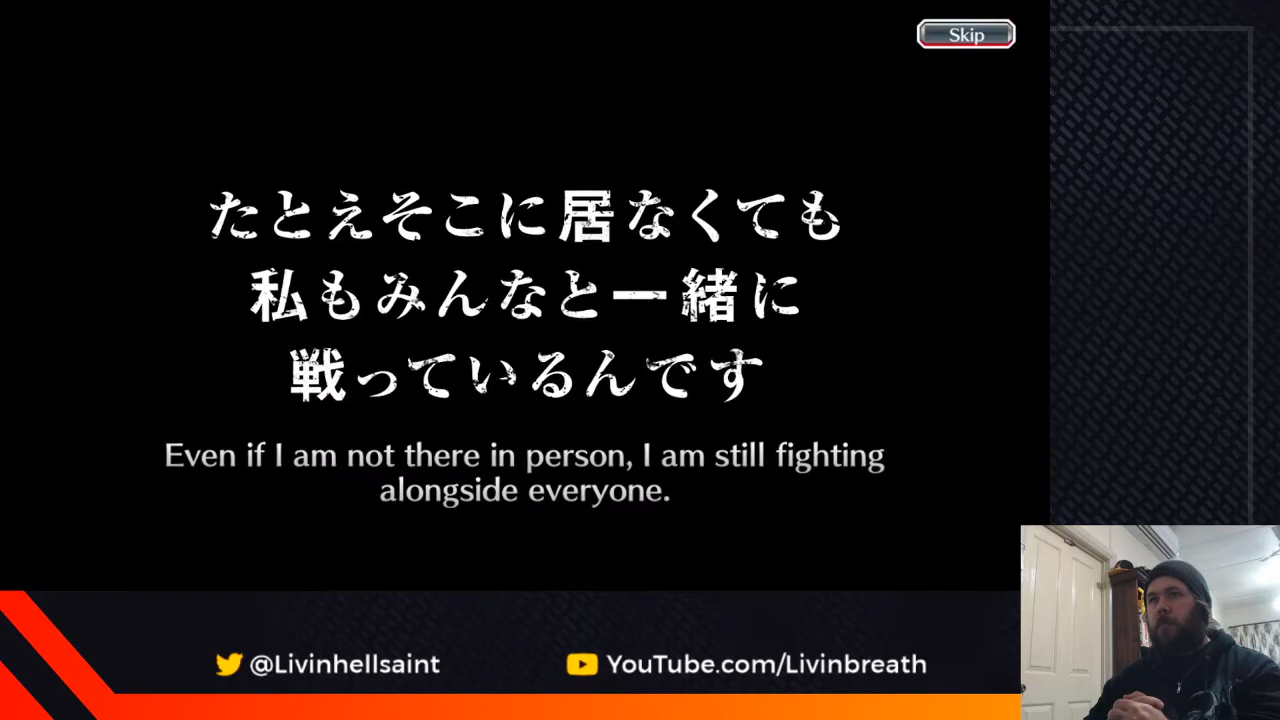 Skip
たとえそこに居なくても
私もみんなと一緒に
戦っているんです
Even if I am not there in person, I am still fighting
alongside everyone.
@Livinhellsaint
YouTube.com/Livinbreath